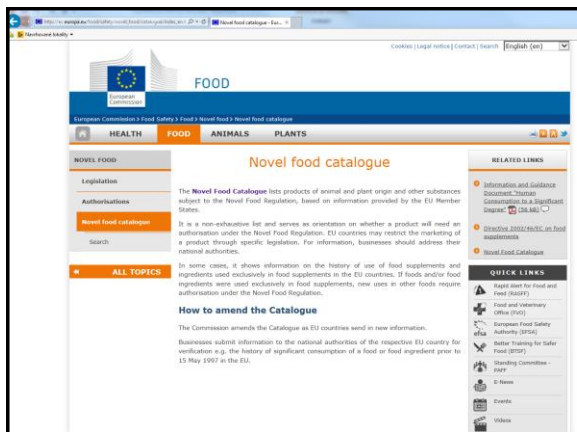 Novel food catalogue - Eur...
Navrhované lokality
Cookies | Legal notice | Contact | Search English (en)
European
Commission
FOOD
European Commission > Food Safety > Food > Novel food > Novel food catalogue
HEALTH FOOD ANIMALS PLANTS
NOVEL FOOD
Legislation
Authorisations
Novel food catalogue
Search
« ALL TOPICS
Novel food catalogue
The Novel Food Catalogue lists products of animal and plant origin and other substances
subject to the Novel Food Regulation, based on information provided by the EU Member
States.
It is a non-exhaustive list and serves as orientation on whether a product will need an
authorisation under the Novel Food Regulation. EU countries may restrict the marketing of
a product through specific legislation. For information, businesses should address their
national authorities.
In some cases, it shows information on the history of use of food supplements and
ingredients used exclusively in food supplements in the EU countries. If foods and/or food
ingredients were used exclusively in food supplements, new uses in other foods require
authorisation under the Novel Food Regulation.
How to amend the Catalogue
The Commission amends the Catalogue as EU countries send in new information.
Businesses submit information to the national authorities of the respective EU country for
verification e.g. the history of significant consumption of a food or food ingredient prior to
15 May 1997 in the EU.
RELATED LINKS
Information and Guidance
Document "Human
Consumption to a Significant
Degree" (56 kB)
Directive 2002/46/EC on food
supplements
Novel Food Catalogue
QUICK LINKS
Rapid Alert for Food and
Feed (RASFF)
Food and Veterinary
Office (FVO)
efsa
European Food Safety
Authority (EFSA)
Better Training for Safer
Food (BTSF)
Standing Committee -
PAFF
E-News
Events
Videos